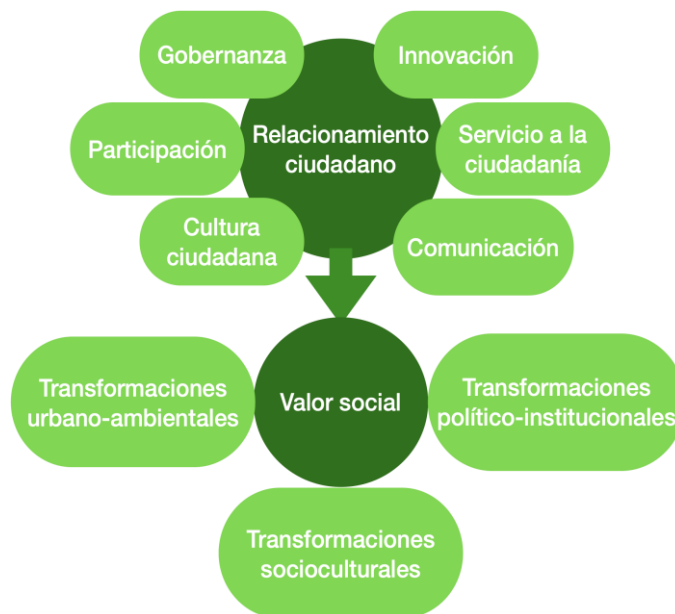 Gobernanza
Innovación
Participación
Relacionamiento
ciudadano
Servicio a la
ciudadanía
Cultura
ciudadana
Comunicación
Transformaciones
urbano-ambientales
Valor social
Transformaciones
político-institucionales
Transformaciones
socioculturales